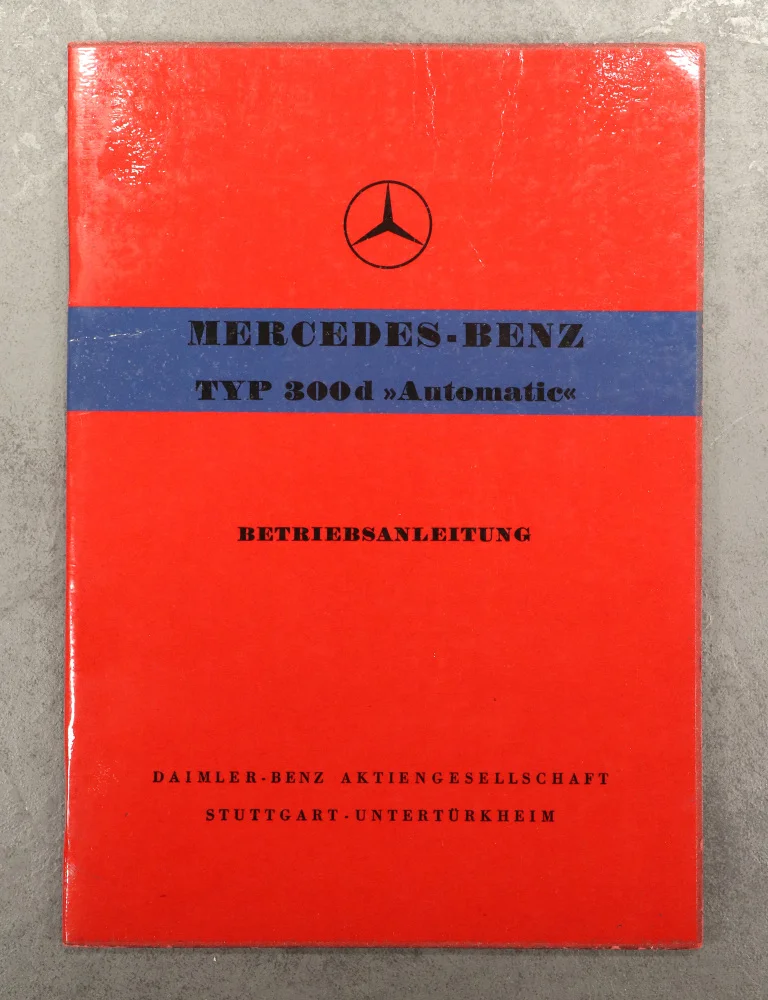 MERCEDES-BENZ
TYP 300d »Automatic«
BETRIEBSANLEITUNG
DAIMLER-BENZ AKTIENGESELLSCHAFT
STUTTGART-UNTERTÜRKHEIM